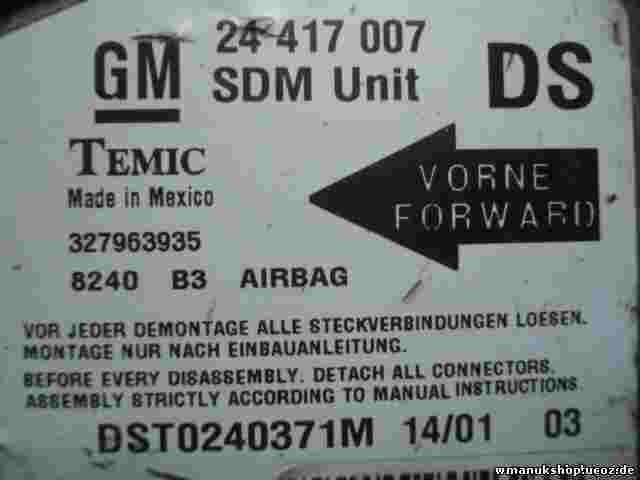 GM
24 417 007
SDM Unit
DS
TEMIC
Made in Mexico
VORNE
FORWARD
327963935
8240 B3 AIRBAG
VOR JEDER DEMONTAGE ALLE STECKVERBINDUNGEN LOESEN.
MONTAGE NUR NACH EINBAUANLEITUNG.
BEFORE EVERY DISASSEMBLY. DETACH ALL CONNECTORS.
ASSEMBLY STRICTLY ACCORDING TO MANUAL INSTRUCTIONS
DST0240371M 14/01 03
wmanukshop.ucoz.de